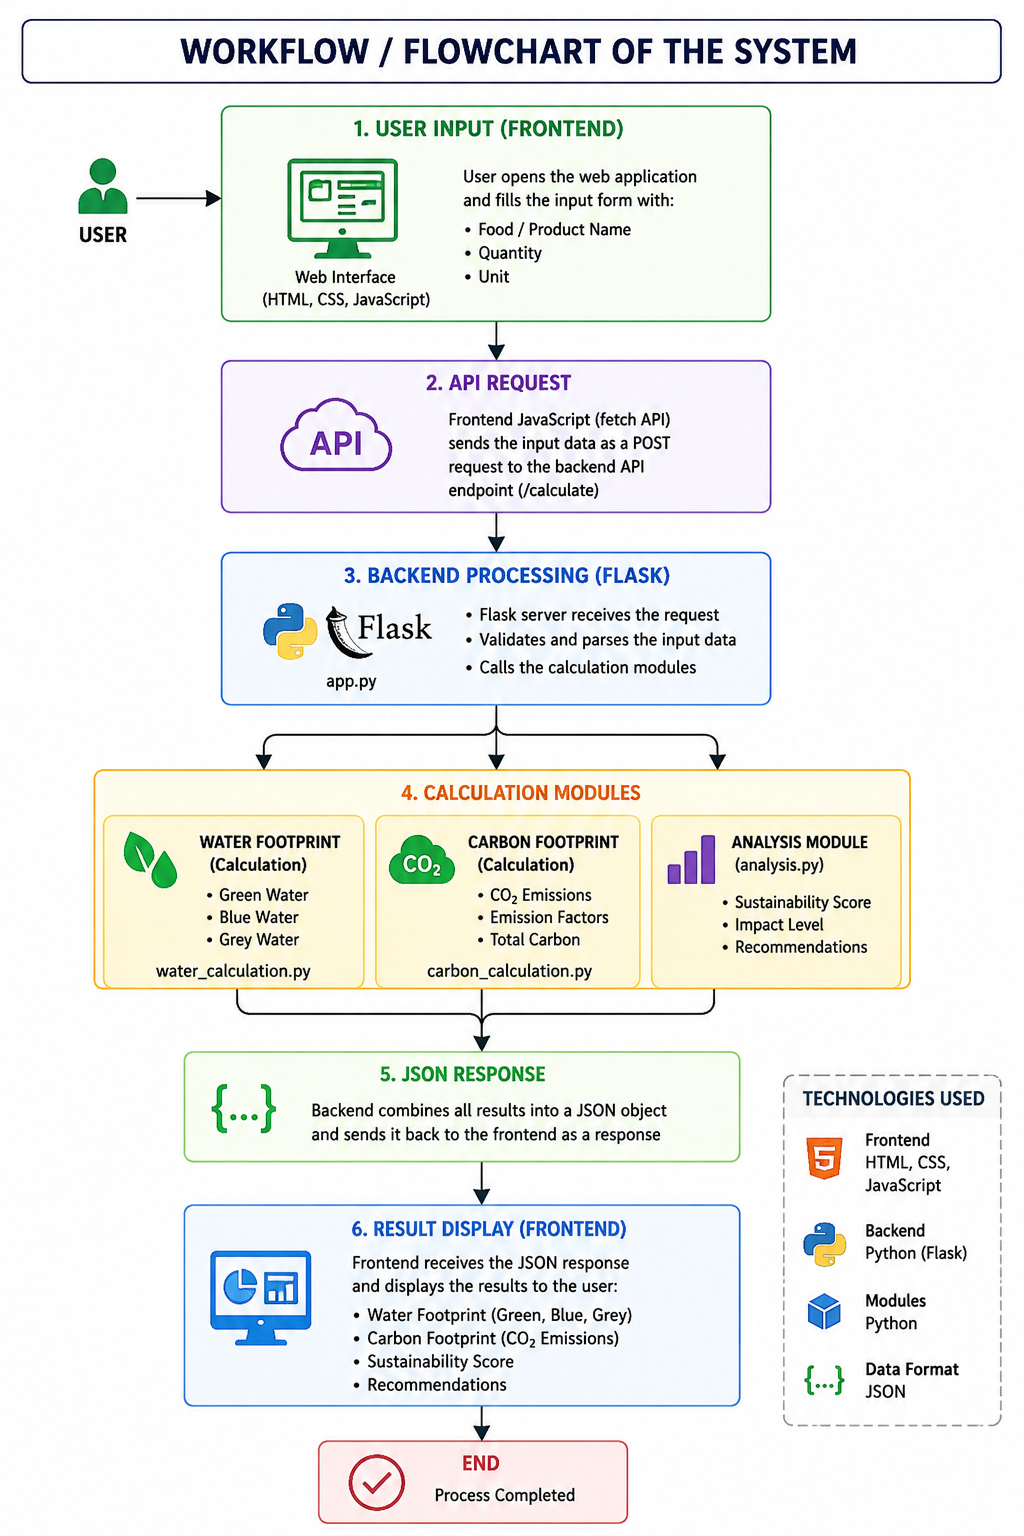 WORKFLOW / FLOWCHART OF THE SYSTEM
USER
1. USER INPUT (FRONTEND)
Web Interface
(HTML, CSS, JavaScript)
User opens the web application
and fills the input form with:
• Food / Product Name
• Quantity
• Unit
2. API REQUEST
API
Frontend JavaScript (fetch API)
sends the input data as a POST
request to the backend API
endpoint (/calculate)
3. BACKEND PROCESSING (FLASK)
Flask
app.py
• Flask server receives the request
• Validates and parses the input data
• Calls the calculation modules
4. CALCULATION MODULES
WATER FOOTPRINT
(Calculation)
• Green Water
• Blue Water
• Grey Water
water_calculation.py
CO₂
CARBON FOOTPRINT
(Calculation)
• CO₂ Emissions
• Emission Factors
• Total Carbon
carbon_calculation.py
ANALYSIS MODULE
(analysis.py)
• Sustainability Score
• Impact Level
• Recommendations
5. JSON RESPONSE
{...}
Backend combines all results into a JSON object
and sends it back to the frontend as a response
6. RESULT DISPLAY (FRONTEND)
Frontend receives the JSON response
and displays the results to the user:
• Water Footprint (Green, Blue, Grey)
• Carbon Footprint (CO₂ Emissions)
• Sustainability Score
• Recommendations
END
Process Completed
TECHNOLOGIES USED
5
Frontend
HTML, CSS,
JavaScript
Backend
Python (Flask)
Modules
Python
{...}
Data Format
JSON